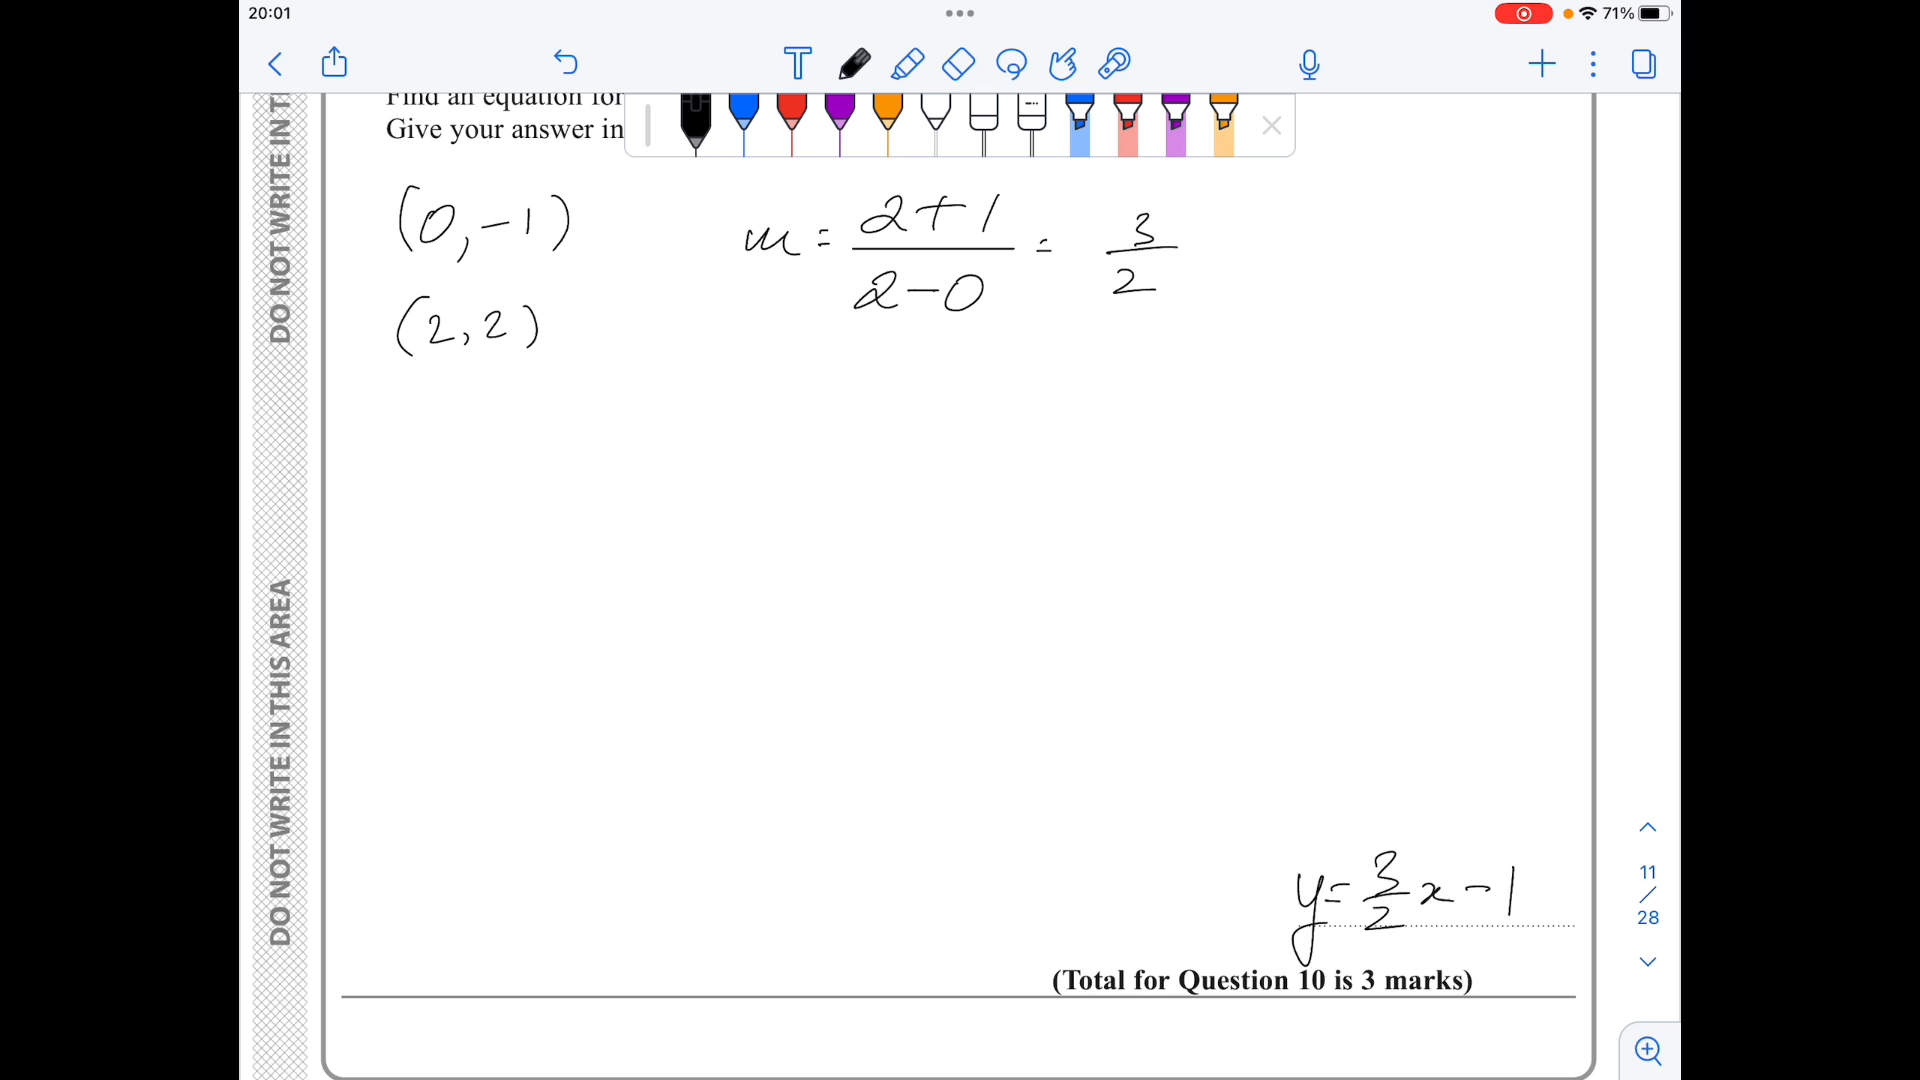 20:01
71%
Find an equation for
Give your answer in
DO NOT WRITE IN T
(0, -1)
m = 2+1 / 2-0 = 3/2
(2, 2)
DO NOT WRITE IN THIS AREA
11
/
28
y = 3/2 x - 1
(Total for Question 10 is 3 marks)